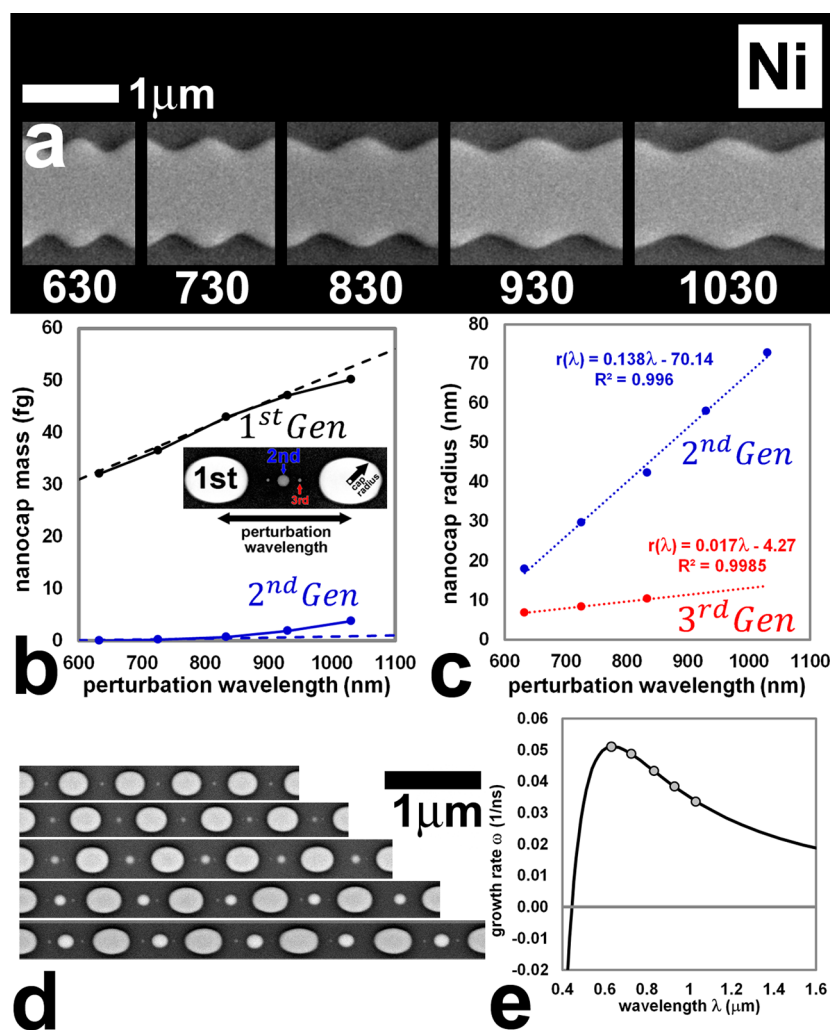 Ni
1μm
a
630 730 830 930 1030
60
50
40
30
20
10
0
600 700 800 900 1000 1100
nanocap mass (fg)
perturbation wavelength (nm)
1st Gen
2nd
1st
3rd
cap radius
perturbation wavelength
2nd Gen
b
80
70
60
50
40
30
20
10
0
600 700 800 900 1000 1100
nanocap radius (nm)
perturbation wavelength (nm)
r(λ) = 0.138λ - 70.14
R² = 0.996
2nd Gen
r(λ) = 0.017λ - 4.27
R² = 0.9985
3rd Gen
c
1μm
d
0.06
0.05
0.04
0.03
0.02
0.01
0.00
-0.01
-0.02
0.4 0.6 0.8 1 1.2 1.4 1.6
growth rate ω (1/ns)
wavelength λ (μm)
e